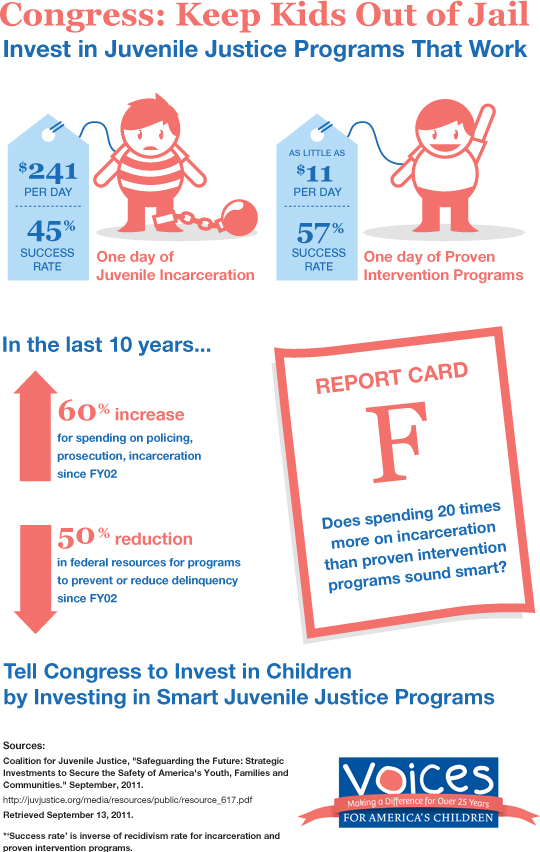 Congress: Keep Kids Out of Jail
Invest in Juvenile Justice Programs That Work
$241
PER DAY
45%
SUCCESS
RATE
One day of
Juvenile Incarceration
AS LITTLE AS
$11
PER DAY
57%
SUCCESS
RATE
One day of Proven
Intervention Programs
In the last 10 years...
60% increase
for spending on policing,
prosecution, incarceration
since FY02
50% reduction
in federal resources for programs
to prevent or reduce delinquency
since FY02
REPORT CARD
F
Does spending 20 times
more on incarceration
than proven intervention
programs sound smart?
Tell Congress to Invest in Children
by Investing in Smart Juvenile Justice Programs
Sources:
Coalition for Juvenile Justice, "Safeguarding the Future: Strategic
Investments to Secure the Safety of America's Youth, Families and
Communities." September, 2011.
http://juvjustice.org/media/resources/public/resource_617.pdf
Retrieved September 13, 2011.
*'Success rate' is inverse of recidivism rate for incarceration and
proven intervention programs.
VOICES
Making a Difference for Over 25 Years
FOR AMERICA'S CHILDREN